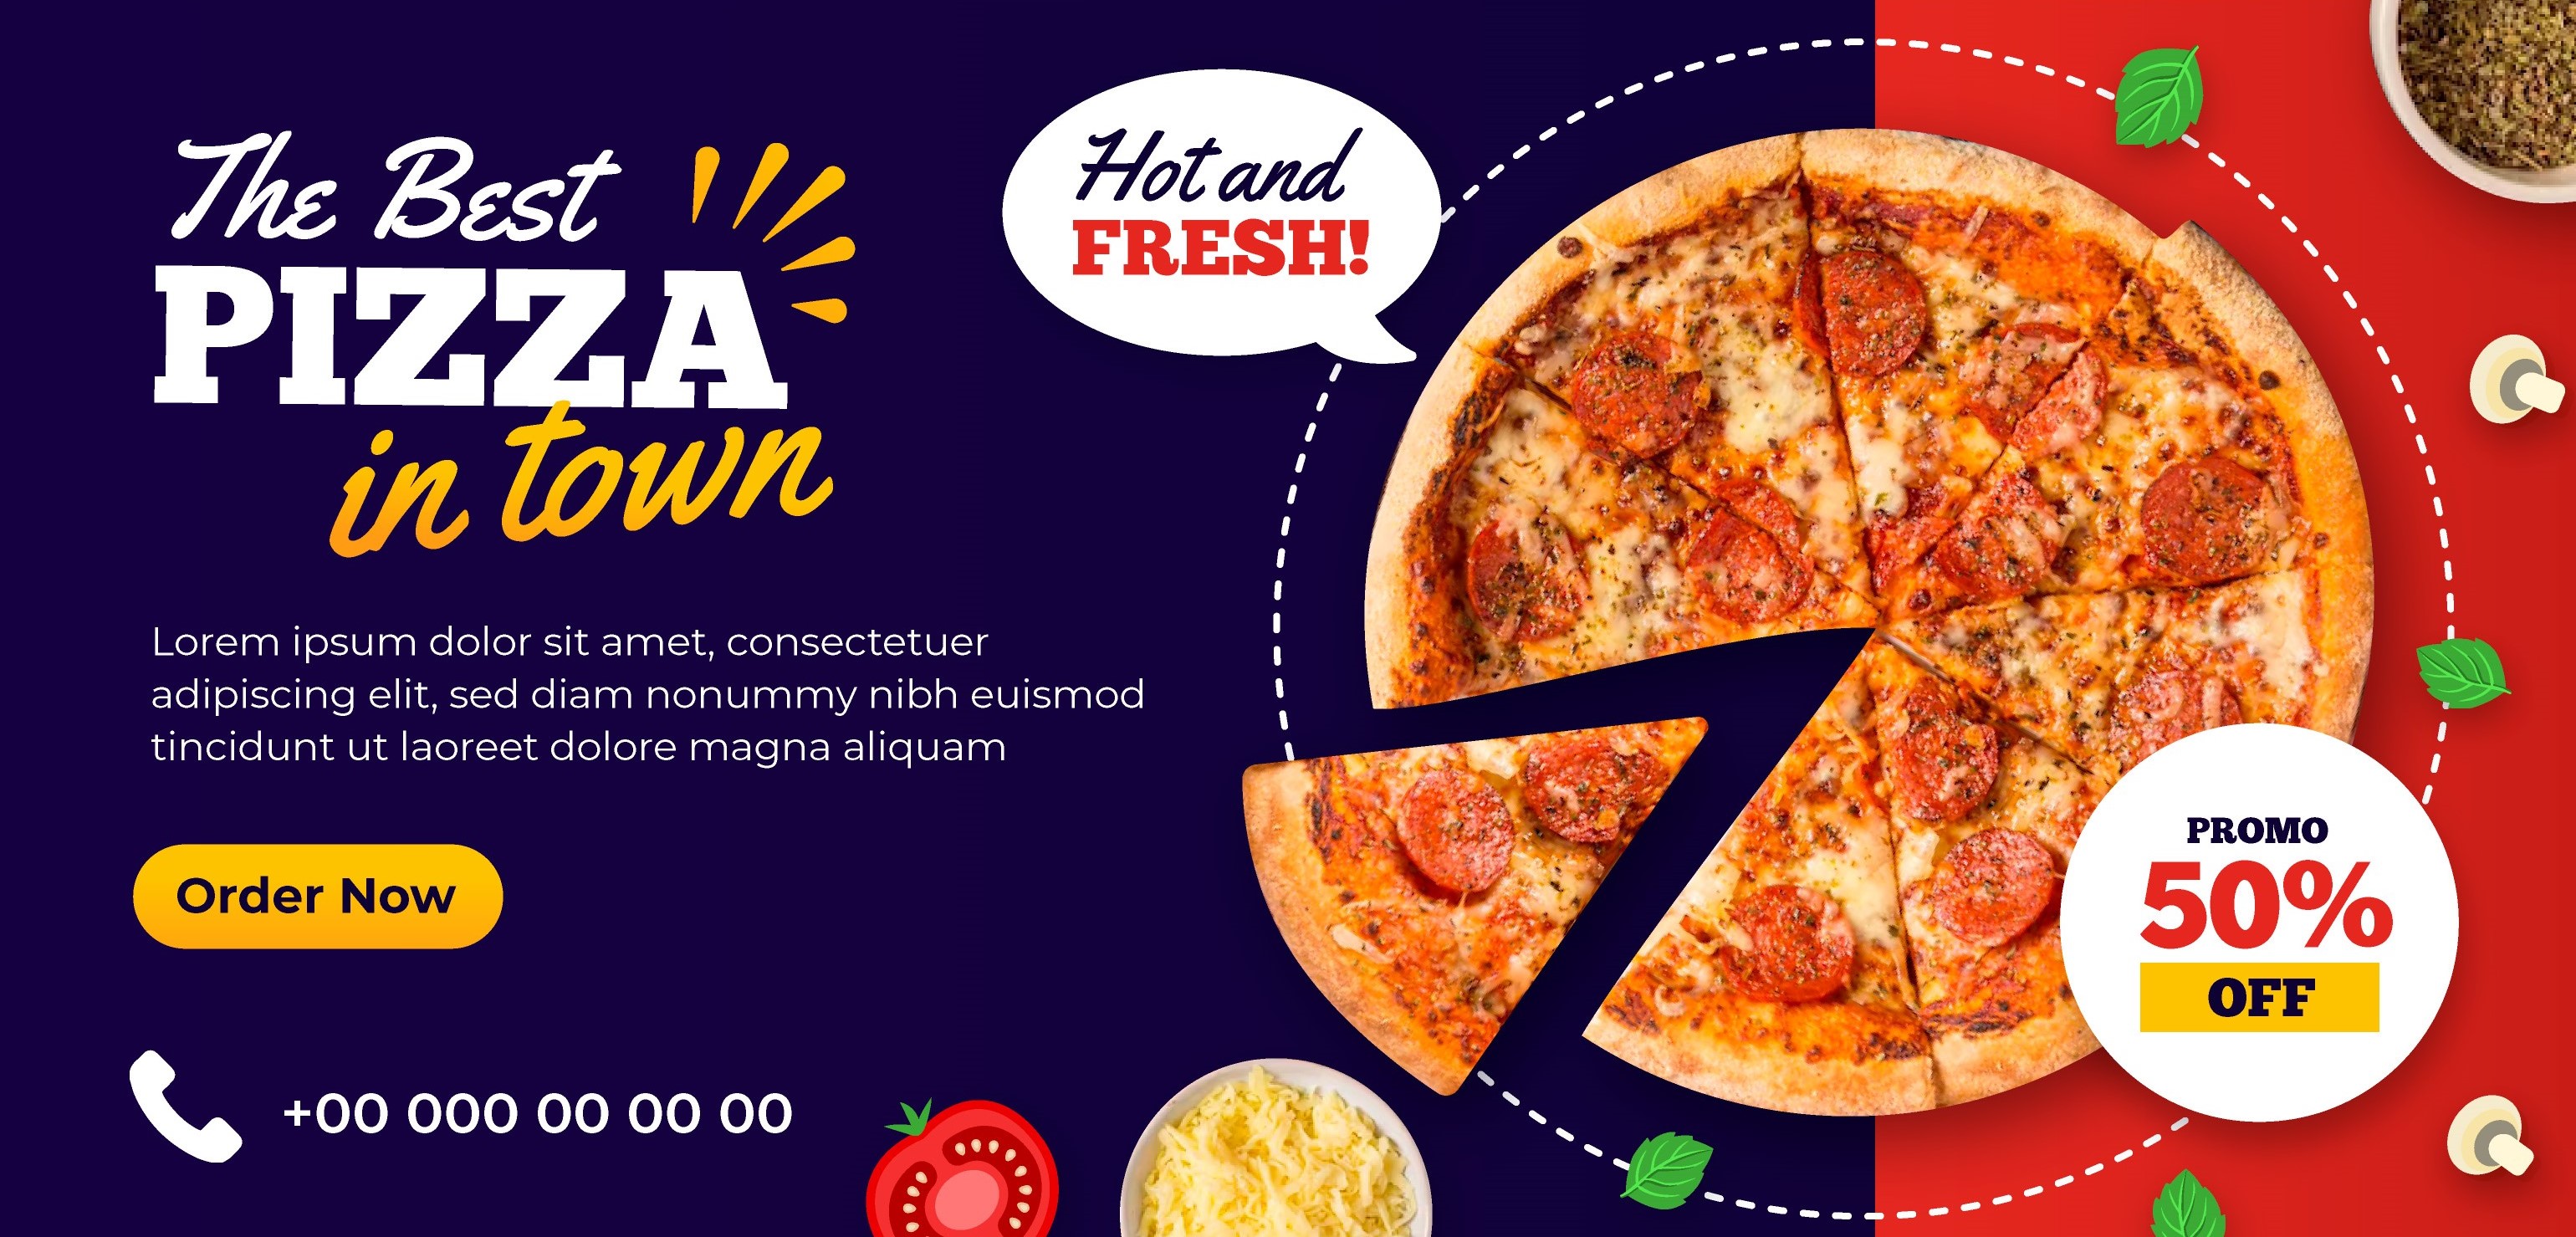 The Best
PIZZA
in town
Lorem ipsum dolor sit amet, consectetuer
adipiscing elit, sed diam nonummy nibh euismod
tincidunt ut laoreet dolore magna aliquam
Order Now
+00 000 00 00 00
Hot and
FRESH!
PROMO
50%
OFF